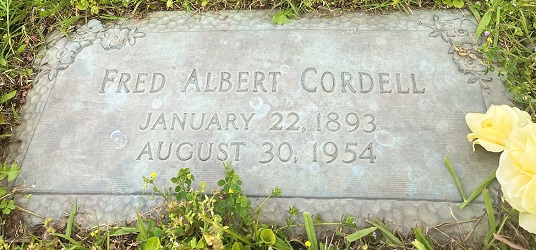 FRED ALBERT CORDELL
JANUARY 22, 1893
AUGUST 30, 1954